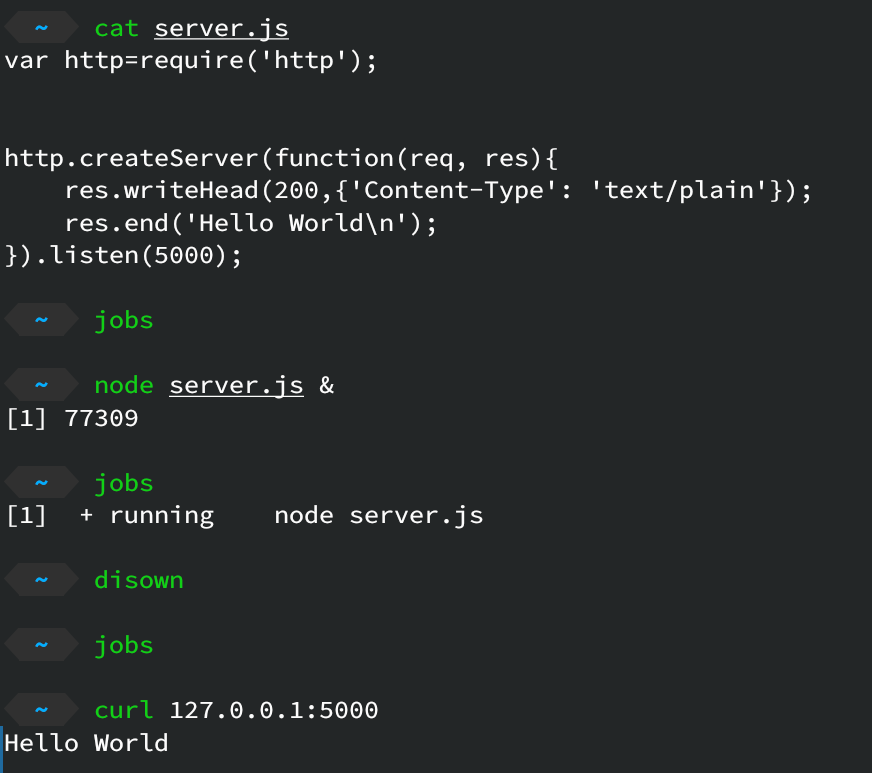 ~ cat server.js
var http=require('http');
http.createServer(function(req, res){
    res.writeHead(200,{'Content-Type': 'text/plain'});
    res.end('Hello World\n');
}).listen(5000);
~ jobs
~ node server.js &
[1] 77309
~ jobs
[1]  + running    node server.js
~ disown
~ jobs
~ curl 127.0.0.1:5000
Hello World